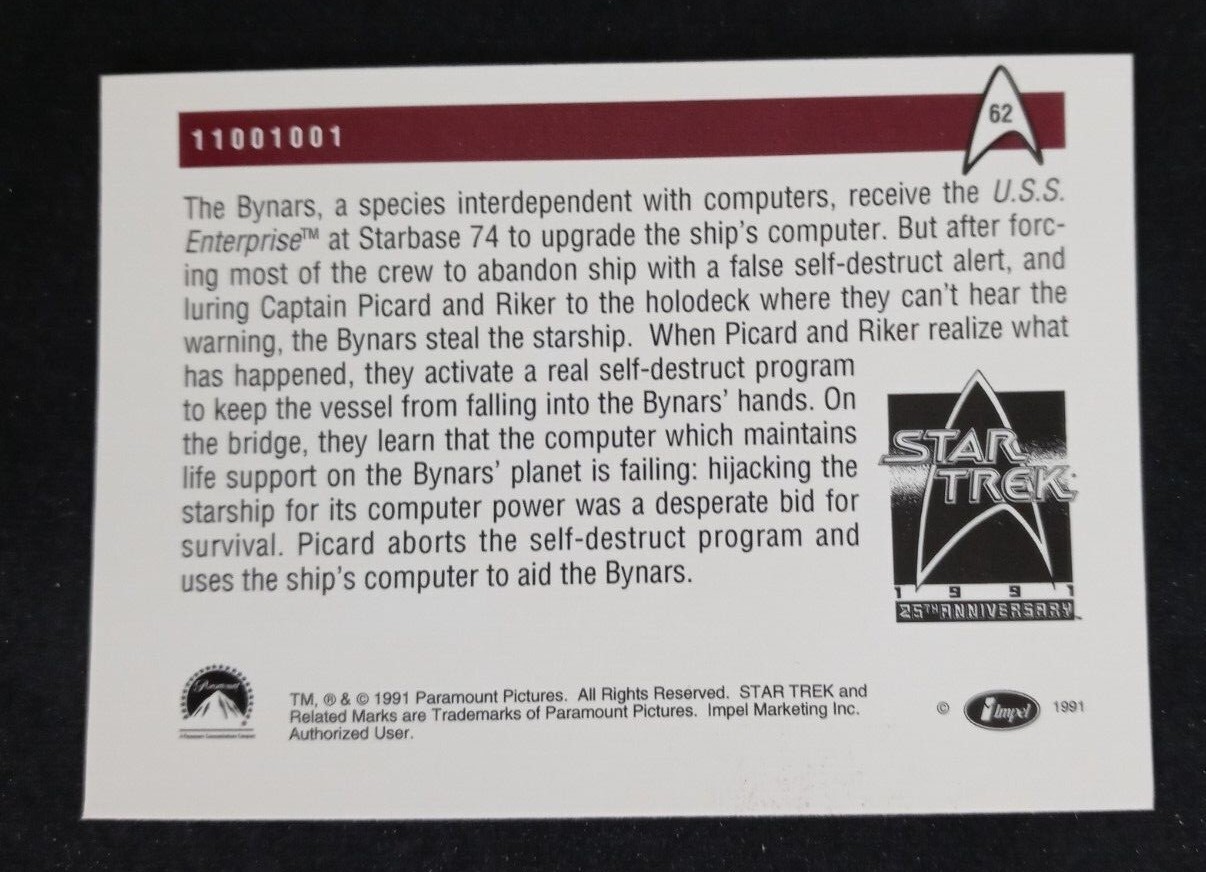 11001001
62
The Bynars, a species interdependent with computers, receive the U.S.S.
Enterprise™ at Starbase 74 to upgrade the ship's computer. But after forc-
ing most of the crew to abandon ship with a false self-destruct alert, and
luring Captain Picard and Riker to the holodeck where they can't hear the
warning, the Bynars steal the starship.  When Picard and Riker realize what
has happened, they activate a real self-destruct program
to keep the vessel from falling into the Bynars' hands. On
the bridge, they learn that the computer which maintains
life support on the Bynars' planet is failing: hijacking the
starship for its computer power was a desperate bid for
survival. Picard aborts the self-destruct program and
uses the ship's computer to aid the Bynars.
STAR
TREK
1 9 9 1
25TH ANNIVERSARY
Paramount
TM, ® & © 1991 Paramount Pictures.  All Rights Reserved.  STAR TREK and
Related Marks are Trademarks of Paramount Pictures.  Impel Marketing Inc.
Authorized User.
© Impel 1991